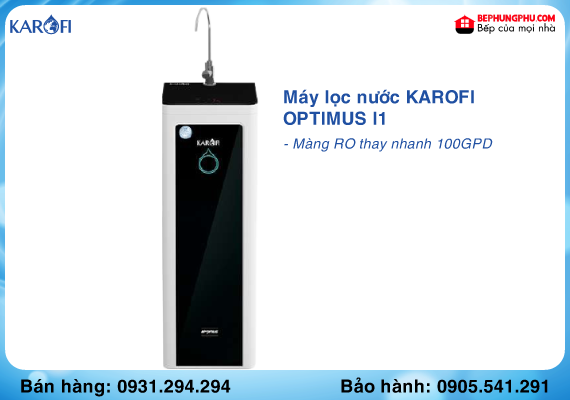 KAROFI
BEPHUNGPHU.COM
Bếp của mọi nhà
Máy lọc nước KAROFI
OPTIMUS I1
- Màng RO thay nhanh 100GPD
KAROFI
OPTIMUS
Bán hàng: 0931.294.294
Bảo hành: 0905.541.291